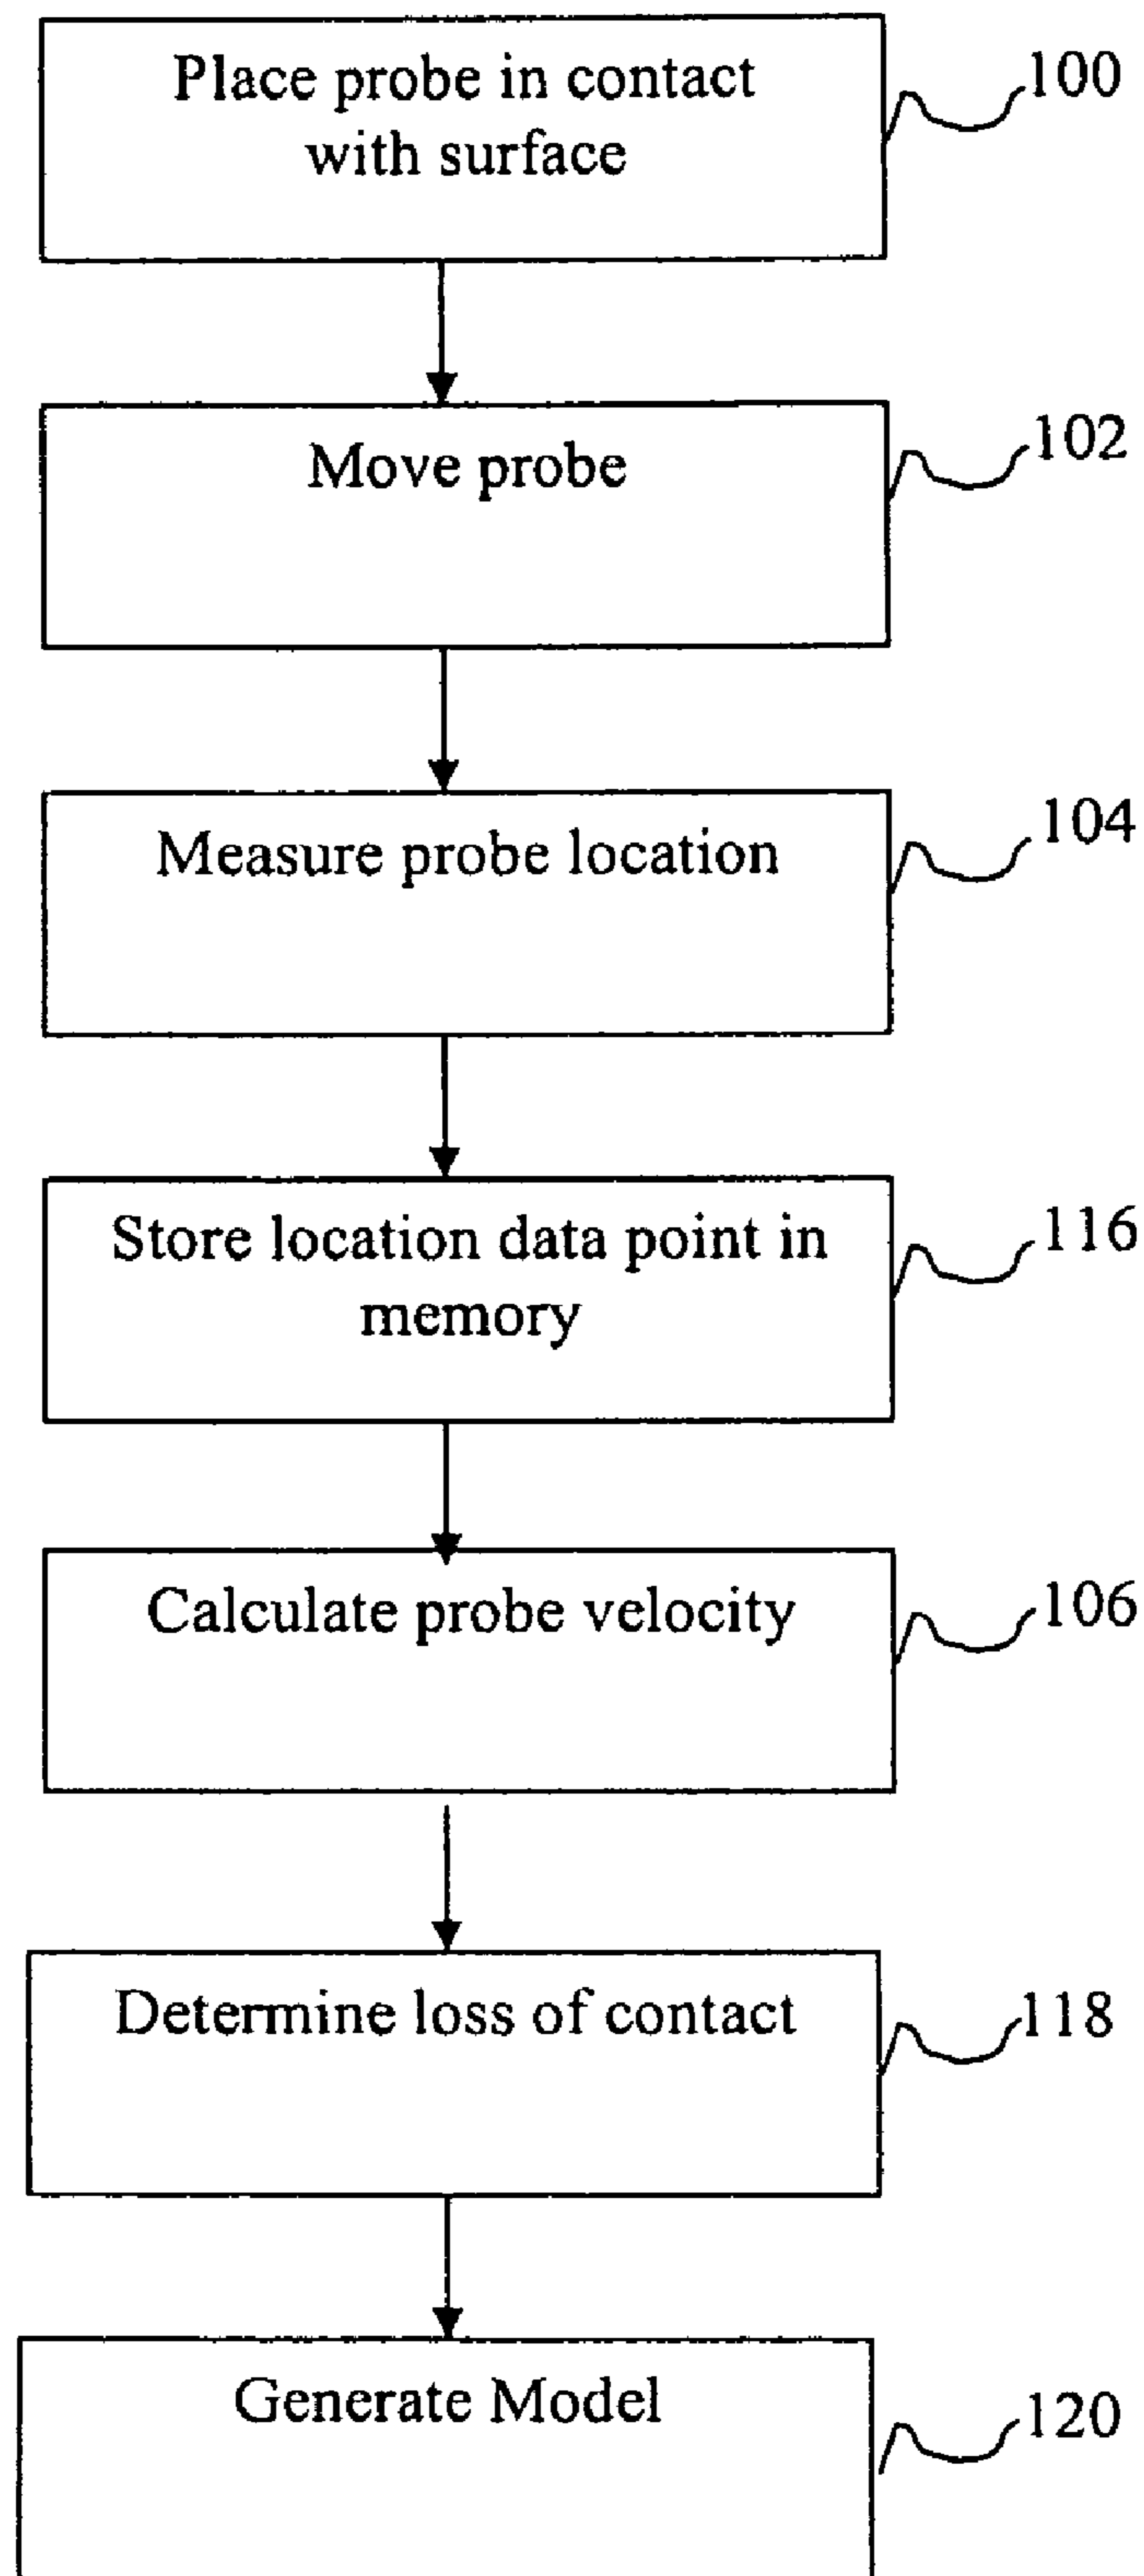 Place probe in contact
with surface
100
Move probe
102
Measure probe location
104
Store location data point in
memory
116
Calculate probe velocity
106
Determine loss of contact
118
Generate Model
120